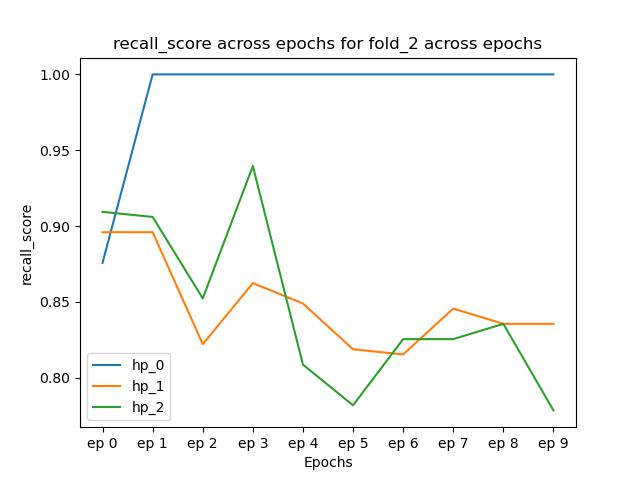 recall_score across epochs for fold_2 across epochs
recall_score
1.00
0.95
0.90
0.85
0.80
hp_0
hp_1
hp_2
ep 0 ep 1 ep 2 ep 3 ep 4 ep 5 ep 6 ep 7 ep 8 ep 9
Epochs